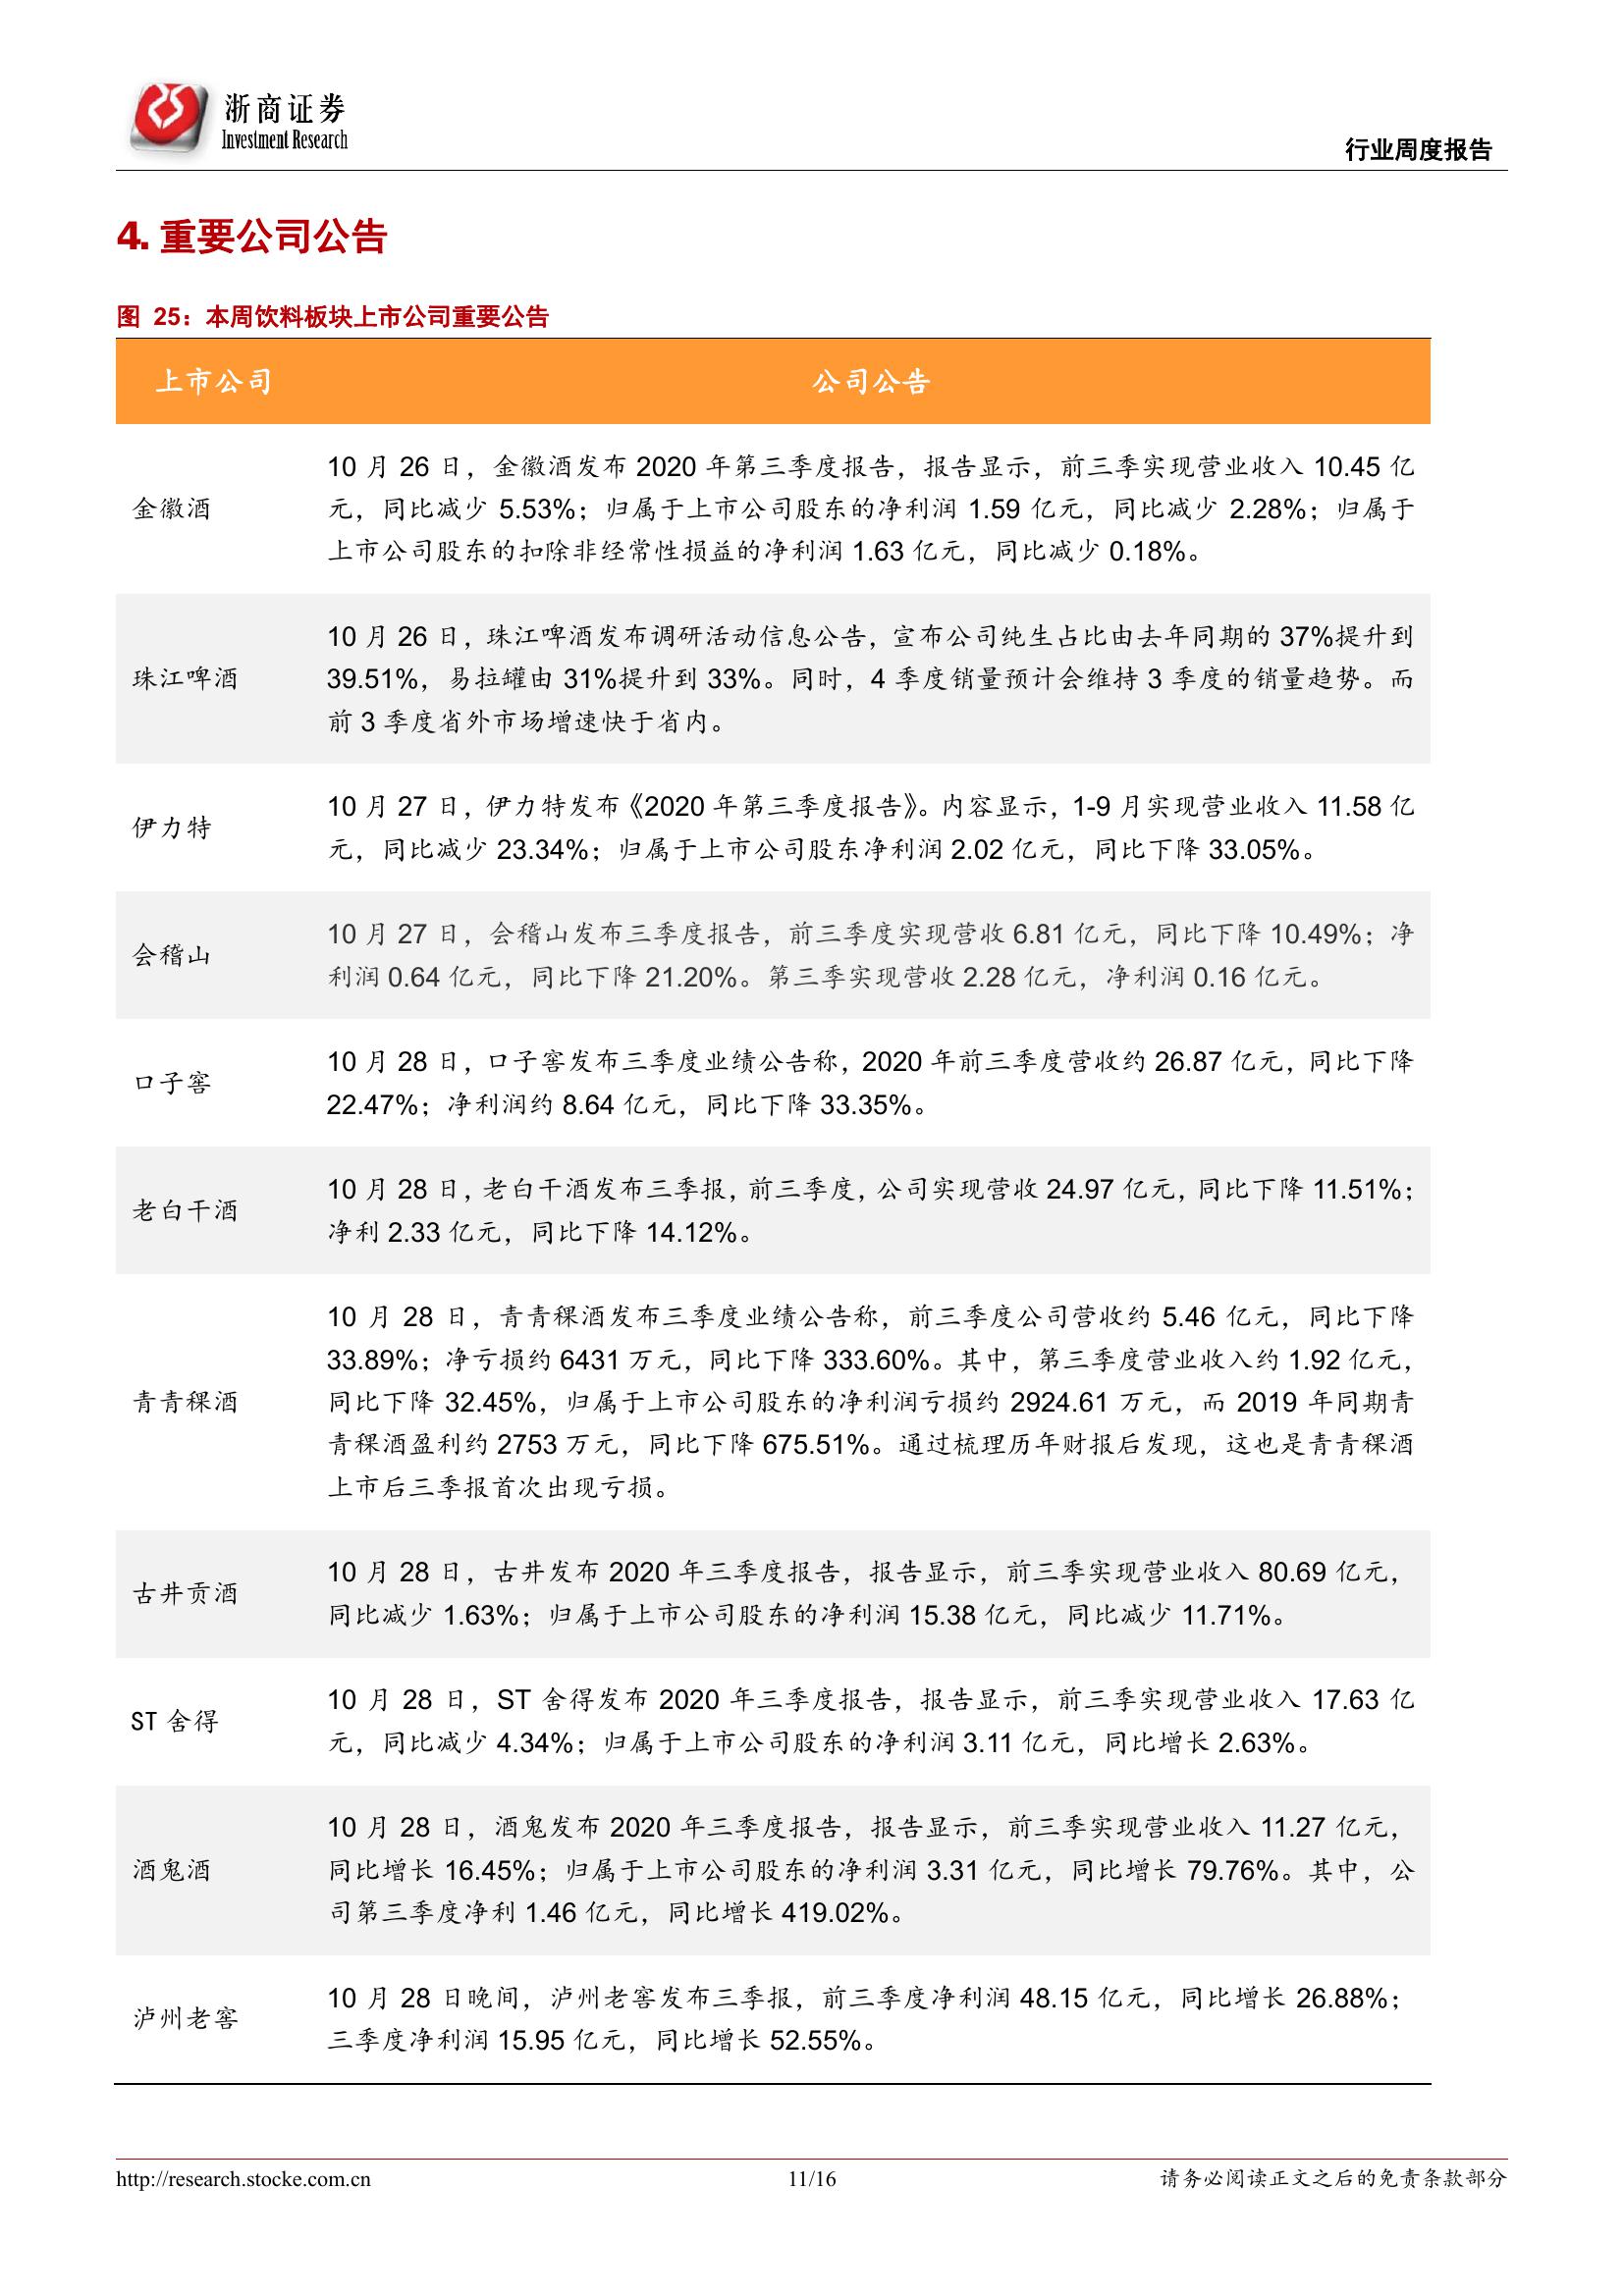 浙商证券
Investment Research
行业周度报告
4. 重要公司公告
图 25：本周饮料板块上市公司重要公告
上市公司 公司公告
金徽酒
10 月 26 日，金徽酒发布 2020 年第三季度报告，报告显示，前三季实现营业收入 10.45 亿
元，同比减少 5.53%；归属于上市公司股东的净利润 1.59 亿元，同比减少 2.28%；归属于
上市公司股东的扣除非经常性损益的净利润 1.63 亿元，同比减少 0.18%。
珠江啤酒
10 月 26 日，珠江啤酒发布调研活动信息公告，宣布公司纯生占比由去年同期的 37%提升到
39.51%，易拉罐由 31%提升到 33%。同时，4 季度销量预计会维持 3 季度的销量趋势。而
前 3 季度省外市场增速快于省内。
伊力特
10 月 27 日，伊力特发布《2020 年第三季度报告》。内容显示，1-9 月实现营业收入 11.58 亿
元，同比减少 23.34%；归属于上市公司股东净利润 2.02 亿元，同比下降 33.05%。
会稽山
10 月 27 日，会稽山发布三季度报告，前三季度实现营收 6.81 亿元，同比下降 10.49%；净
利润 0.64 亿元，同比下降 21.20%。第三季实现营收 2.28 亿元，净利润 0.16 亿元。
口子窖
10 月 28 日，口子窖发布三季度业绩公告称，2020 年前三季度营收约 26.87 亿元，同比下降
22.47%；净利润约 8.64 亿元，同比下降 33.35%。
老白干酒
10 月 28 日，老白干酒发布三季报，前三季度，公司实现营收 24.97 亿元，同比下降 11.51%；
净利 2.33 亿元，同比下降 14.12%。
青青稞酒
10 月 28 日，青青稞酒发布三季度业绩公告称，前三季度公司营收约 5.46 亿元，同比下降
33.89%；净亏损约 6431 万元，同比下降 333.60%。其中，第三季度营业收入约 1.92 亿元，
同比下降 32.45%，归属于上市公司股东的净利润亏损约 2924.61 万元，而 2019 年同期青
青稞酒盈利约 2753 万元，同比下降 675.51%。通过梳理历年财报后发现，这也是青青稞酒
上市后三季报首次出现亏损。
古井贡酒
10 月 28 日，古井发布 2020 年三季度报告，报告显示，前三季实现营业收入 80.69 亿元，
同比减少 1.63%；归属于上市公司股东的净利润 15.38 亿元，同比减少 11.71%。
ST 舍得
10 月 28 日，ST 舍得发布 2020 年三季度报告，报告显示，前三季实现营业收入 17.63 亿
元，同比减少 4.34%；归属于上市公司股东的净利润 3.11 亿元，同比增长 2.63%。
酒鬼酒
10 月 28 日，酒鬼发布 2020 年三季度报告，报告显示，前三季实现营业收入 11.27 亿元，
同比增长 16.45%；归属于上市公司股东的净利润 3.31 亿元，同比增长 79.76%。其中，公
司第三季度净利 1.46 亿元，同比增长 419.02%。
泸州老窖
10 月 28 日晚间，泸州老窖发布三季报，前三季度净利润 48.15 亿元，同比增长 26.88%；
三季度净利润 15.95 亿元，同比增长 52.55%。
http://research.stocke.com.cn 11/16 请务必阅读正文之后的免责条款部分